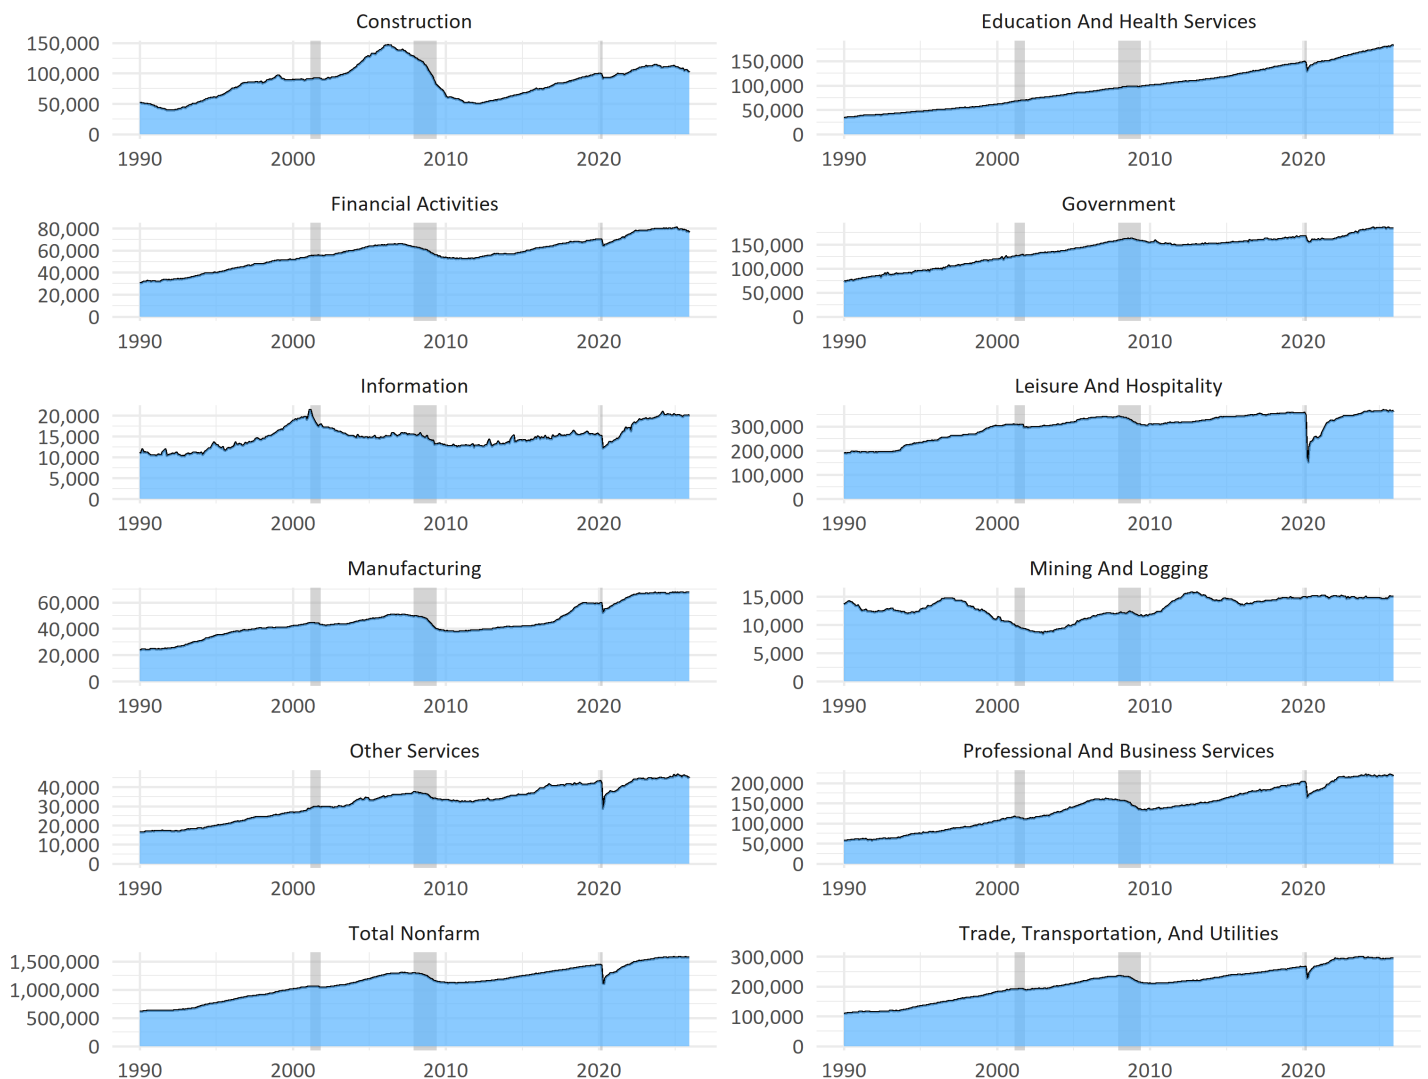 Construction
150,000
100,000
50,000
0
1990 2000 2010 2020
Education And Health Services
150,000
100,000
50,000
0
1990 2000 2010 2020
Financial Activities
80,000
60,000
40,000
20,000
0
1990 2000 2010 2020
Government
150,000
100,000
50,000
0
1990 2000 2010 2020
Information
20,000
15,000
10,000
5,000
0
1990 2000 2010 2020
Leisure And Hospitality
300,000
200,000
100,000
0
1990 2000 2010 2020
Manufacturing
60,000
40,000
20,000
0
1990 2000 2010 2020
Mining And Logging
15,000
10,000
5,000
0
1990 2000 2010 2020
Other Services
40,000
30,000
20,000
10,000
0
1990 2000 2010 2020
Professional And Business Services
200,000
150,000
100,000
50,000
0
1990 2000 2010 2020
Total Nonfarm
1,500,000
1,000,000
500,000
0
1990 2000 2010 2020
Trade, Transportation, And Utilities
300,000
200,000
100,000
0
1990 2000 2010 2020